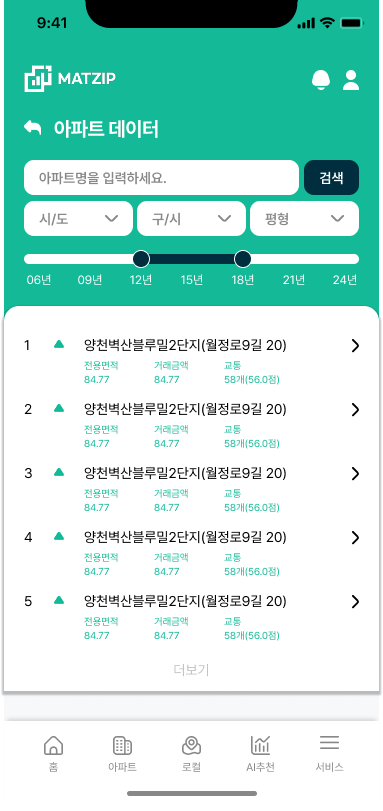 9:41
MATZIP
아파트 데이터
아파트명을 입력하세요.
검색
시/도
구/시
평형
06년 09년 12년 15년 18년 21년 24년
1 양천벽산블루밀2단지(월정로9길 20)
전용면적 거래금액 교통
84.77 84.77 58개(56.0점)
2 양천벽산블루밀2단지(월정로9길 20)
전용면적 거래금액 교통
84.77 84.77 58개(56.0점)
3 양천벽산블루밀2단지(월정로9길 20)
전용면적 거래금액 교통
84.77 84.77 58개(56.0점)
4 양천벽산블루밀2단지(월정로9길 20)
전용면적 거래금액 교통
84.77 84.77 58개(56.0점)
5 양천벽산블루밀2단지(월정로9길 20)
전용면적 거래금액 교통
84.77 84.77 58개(56.0점)
더보기
홈 아파트 로컬 AI추천 서비스